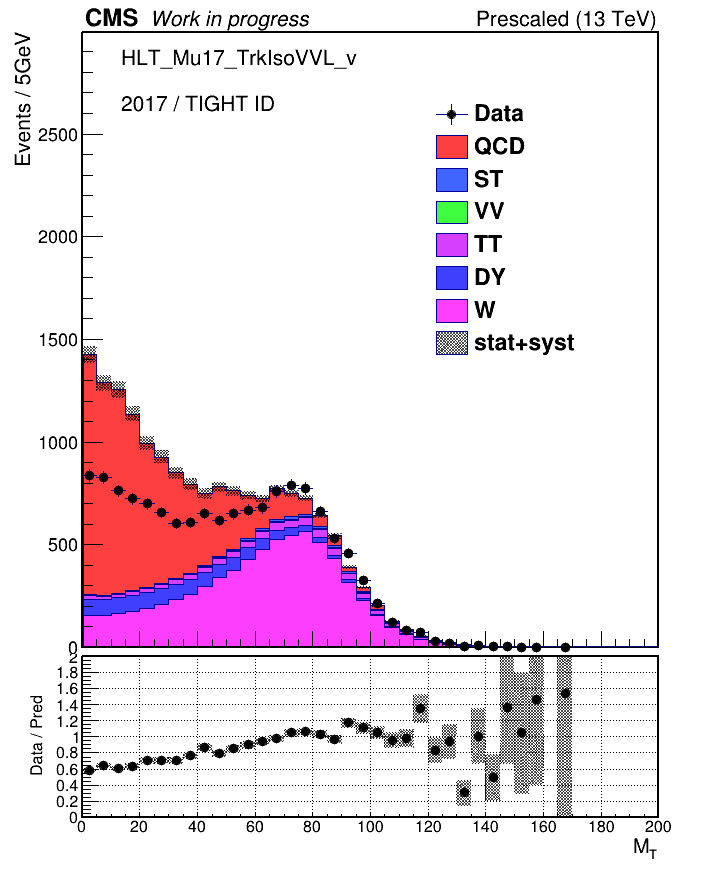 CMS Work in progress Prescaled (13 TeV)
Events / 5GeV
HLT_Mu17_TrkIsoVVL_v
2017 / TIGHT ID
Data
QCD
ST
VV
TT
DY
W
stat+syst
2500
2000
1500
1000
500
0
Data / Pred
2
1.8
1.6
1.4
1.2
1
0.8
0.6
0.4
0.2
0
0 20 40 60 80 100 120 140 160 180 200
M_T